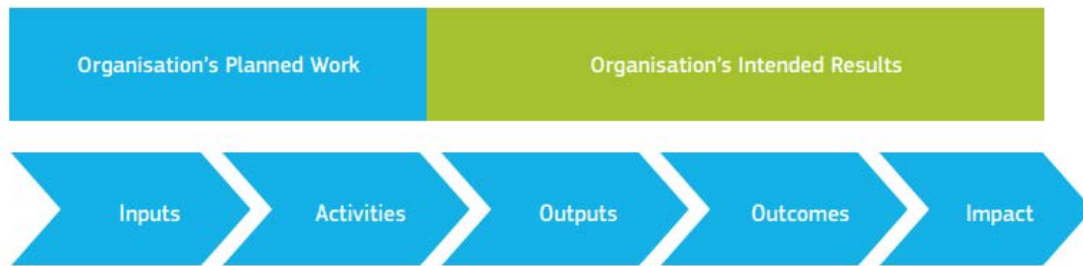 Organisation's Planned Work
Organisation's Intended Results
Inputs
Activities
Outputs
Outcomes
Impact